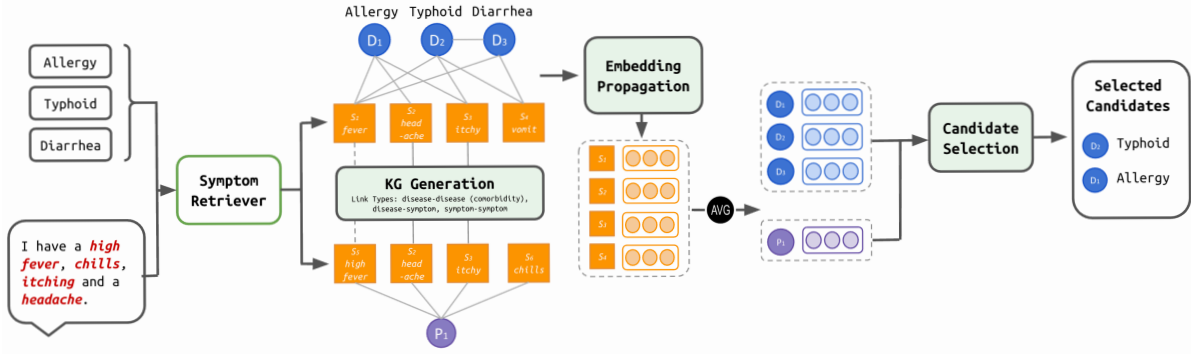 Allergy
Typhoid
Diarrhea
I have a high
fever, chills,
itching and a
headache.
Symptom
Retriever
Allergy Typhoid Diarrhea
D₁ D₂ D₃
S₁
fever
S₂
head
-ache
S₃
itchy
S₄
vomit
KG Generation
Link Types: disease-disease (comorbidity),
disease-symptom, symptom-symptom
S₁
high
fever
S₂
head
-ache
S₃
itchy
S₄
chills
P₁
Embedding
Propagation
S₁
S₂
S₃
S₄
AVG
D₁
D₂
D₃
P₁
Candidate
Selection
Selected
Candidates
D₂ Typhoid
D₁ Allergy